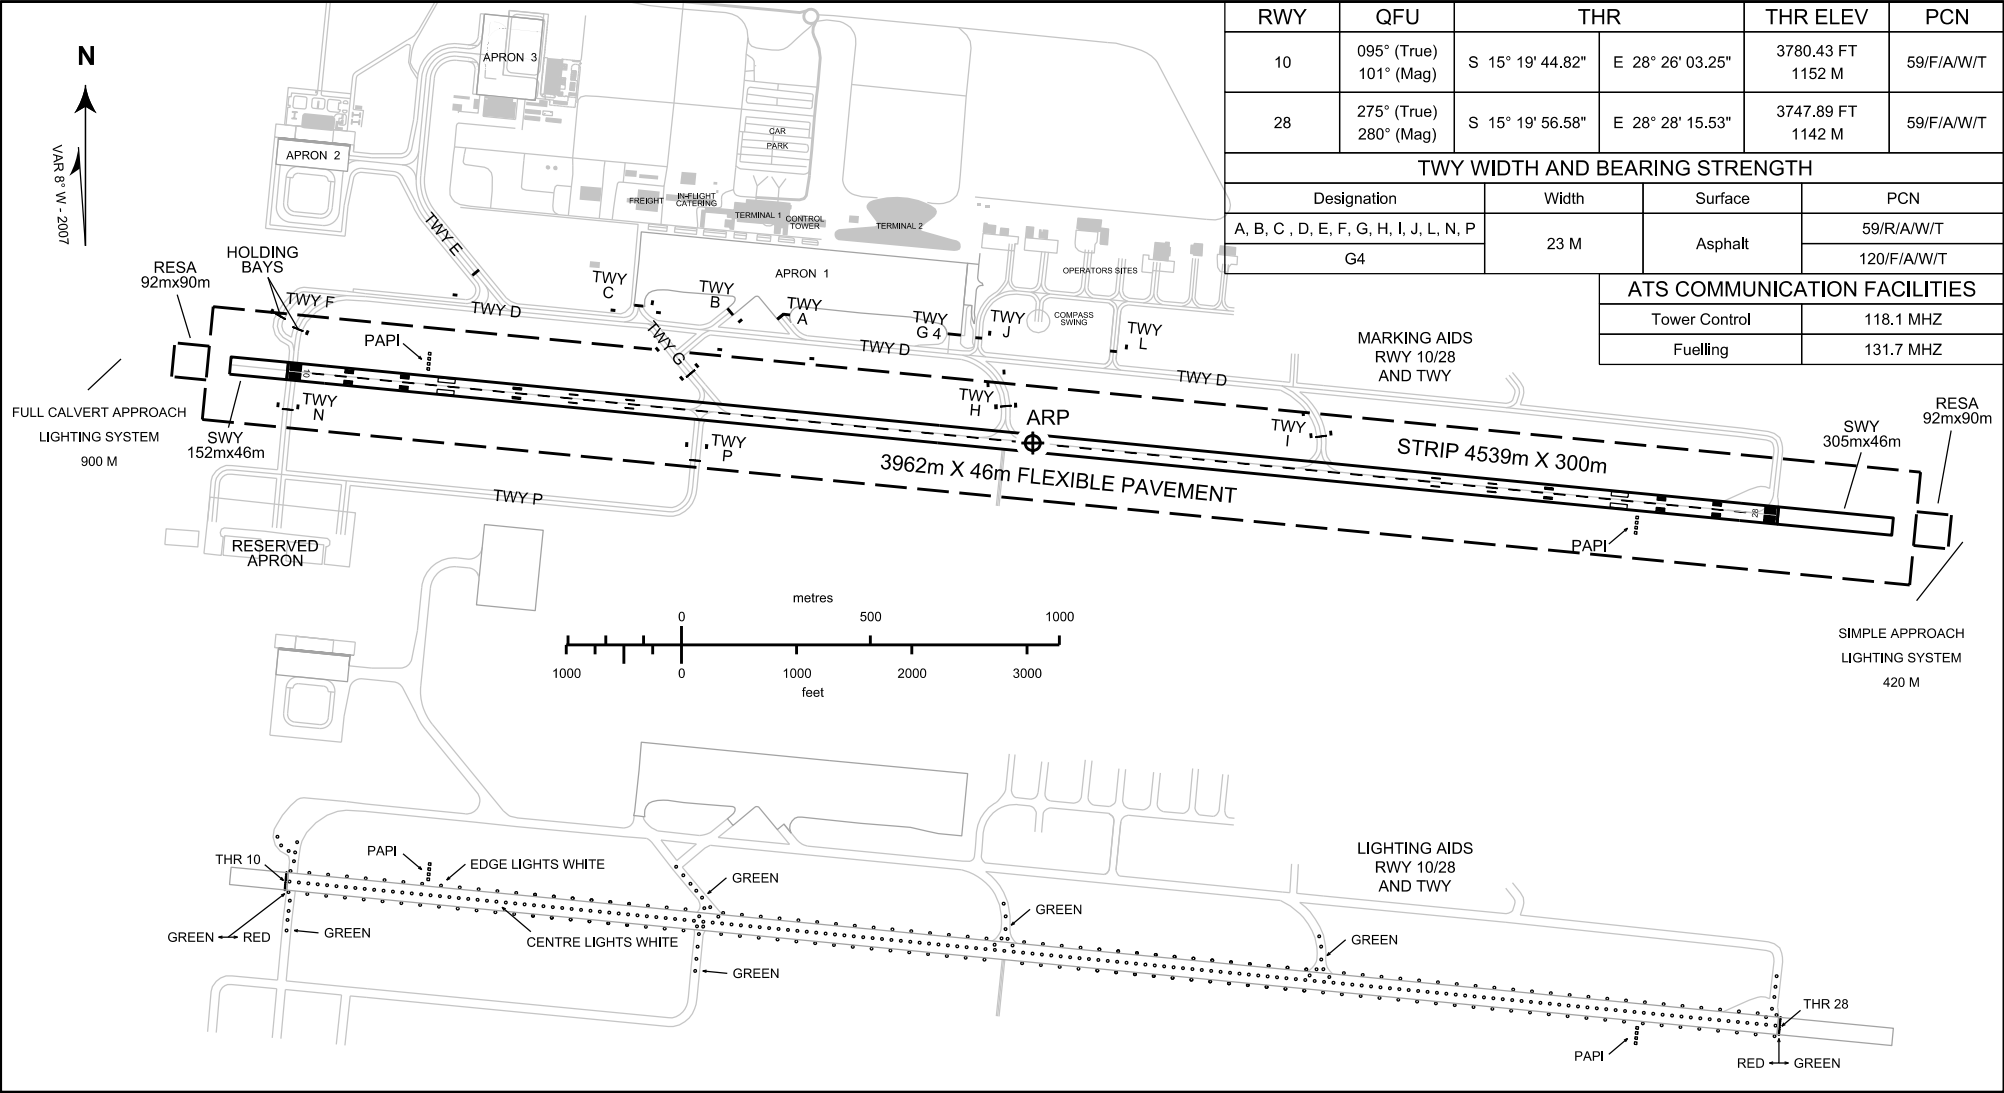 RWY QFU THR THR ELEV PCN
10 095° (True) 101° (Mag) S 15° 19' 44.82" E 28° 26' 03.25" 3780.43 FT 1152 M 59/F/A/W/T
28 275° (True) 280° (Mag) S 15° 19' 56.58" E 28° 28' 15.53" 3747.89 FT 1142 M 59/F/A/W/T
TWY WIDTH AND BEARING STRENGTH
Designation Width Surface PCN
A, B, C , D, E, F, G, H, I, J, L, N, P 23 M Asphalt 59/R/A/W/T
G4 120/F/A/W/T
ATS COMMUNICATION FACILITIES
Tower Control 118.1 MHZ
Fuelling 131.7 MHZ
N
VAR 8° W - 2007
APRON 3
APRON 2
CAR
PARK
FREIGHT
IN-FLIGHT
CATERING
TERMINAL 1
CONTROL
TOWER
TERMINAL 2
TWY E
HOLDING
BAYS
RESA
92mx90m
TWY F
TWY D
TWY
C
TWY
B
TWY
A
APRON 1
OPERATORS SITES
COMPASS
SWING
TWY
G 4
TWY
J
TWY
L
PAPI
TWY G
TWY D
TWY D
MARKING AIDS
RWY 10/28
AND TWY
FULL CALVERT APPROACH
LIGHTING SYSTEM
900 M
SWY
152mx46m
10
TWY
N
TWY
P
TWY
H
ARP
TWY
I
STRIP 4539m X 300m
3962m X 46m FLEXIBLE PAVEMENT
SWY
305mx46m
RESA
92mx90m
28
PAPI
TWY P
RESERVED
APRON
SIMPLE APPROACH
LIGHTING SYSTEM
420 M
metres
0 500 1000
1000 0 1000 2000 3000
feet
LIGHTING AIDS
RWY 10/28
AND TWY
THR 10
PAPI
EDGE LIGHTS WHITE
GREEN
GREEN
GREEN RED
GREEN
CENTRE LIGHTS WHITE
GREEN
GREEN
THR 28
PAPI
RED GREEN